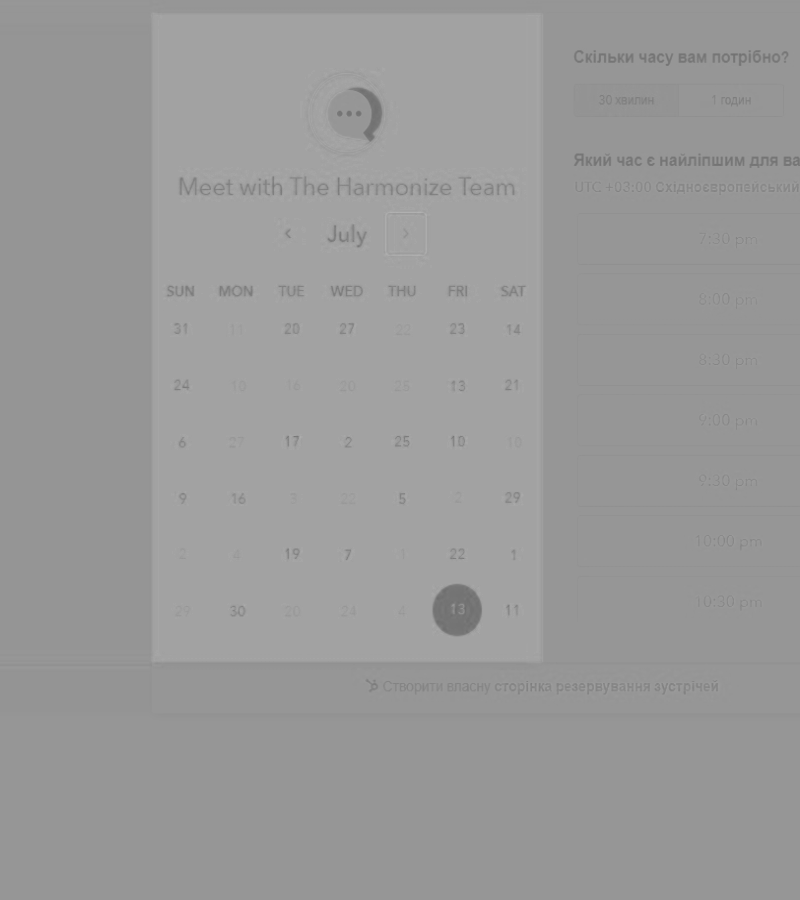 Meet with The Harmonize Team
‹ July ›
SUN MON TUE WED THU FRI SAT
31 11 20 27 22 23 14
24 10 16 20 25 13 21
6 27 17 2 25 10 10
9 16 3 22 5 2 29
2 4 19 7 1 22 1
29 30 20 24 4 13 11
Скільки часу вам потрібно?
30 хвилин 1 годин
Який час є найліпшим для
UTC +03:00 Східноєвропейський
7:30 pm
8:00 pm
8:30 pm
9:00 pm
9:30 pm
10:00 pm
10:30 pm
Створити власну сторінка резервування зустрічей